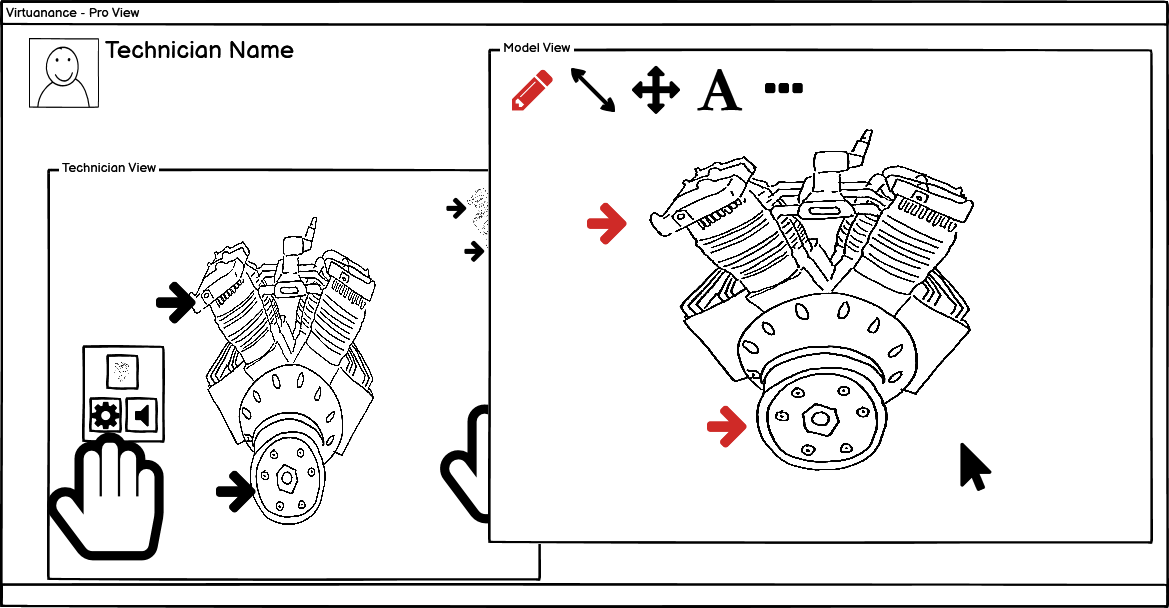 Virtuanance - Pro View
Technician Name
Model View
A
Technician View